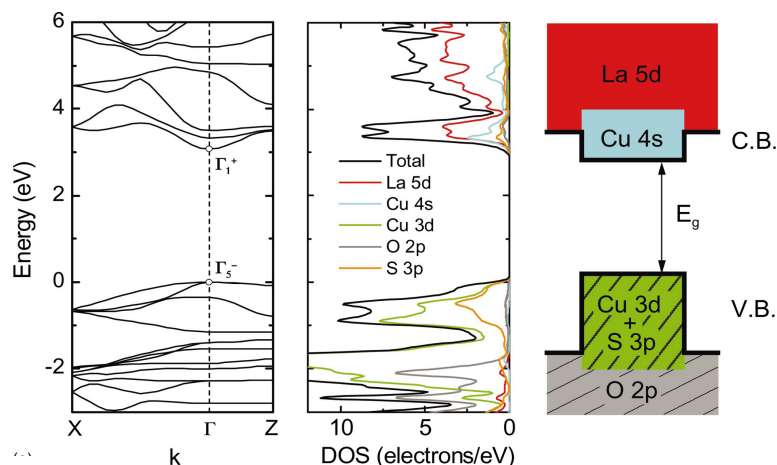 6
4
2
0
-2
Energy (eV)
Γ₁⁺
Γ₅⁻
X
Γ
Z
k
Total
La 5d
Cu 4s
Cu 3d
O 2p
S 3p
10
5
0
DOS (electrons/eV)
La 5d
Cu 4s
C.B.
E_g
Cu 3d
+
S 3p
V.B.
O 2p